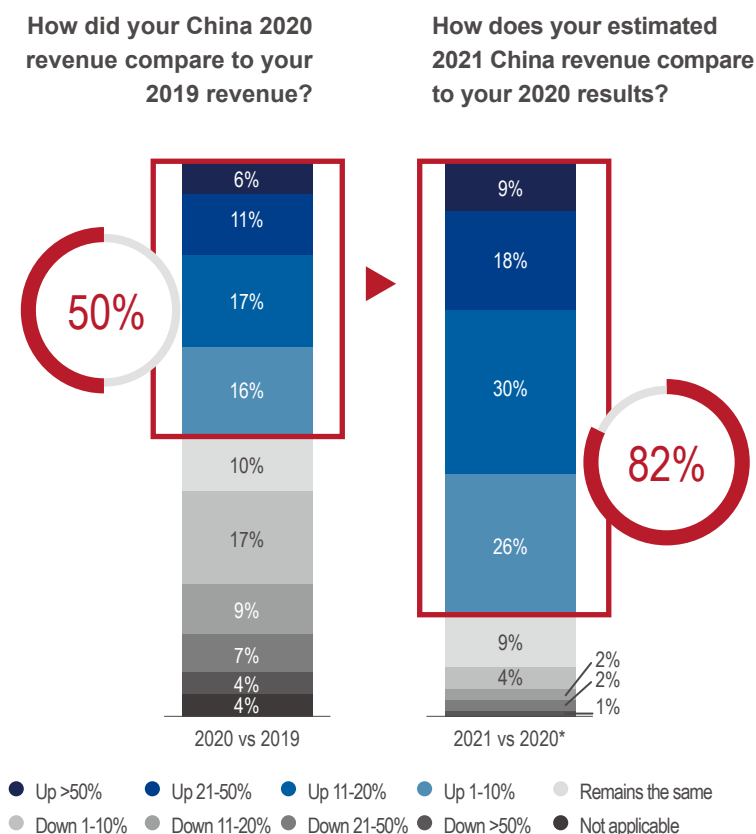 How did your China 2020
revenue compare to your
2019 revenue?
How does your estimated
2021 China revenue compare
to your 2020 results?
6%
11%
17%
16%
10%
17%
9%
7%
4%
4%
50%
2020 vs 2019
9%
18%
30%
26%
9%
4%
2%
2%
1%
82%
2021 vs 2020*
Up >50%
Up 21-50%
Up 11-20%
Up 1-10%
Remains the same
Down 1-10%
Down 11-20%
Down 21-50%
Down >50%
Not applicable